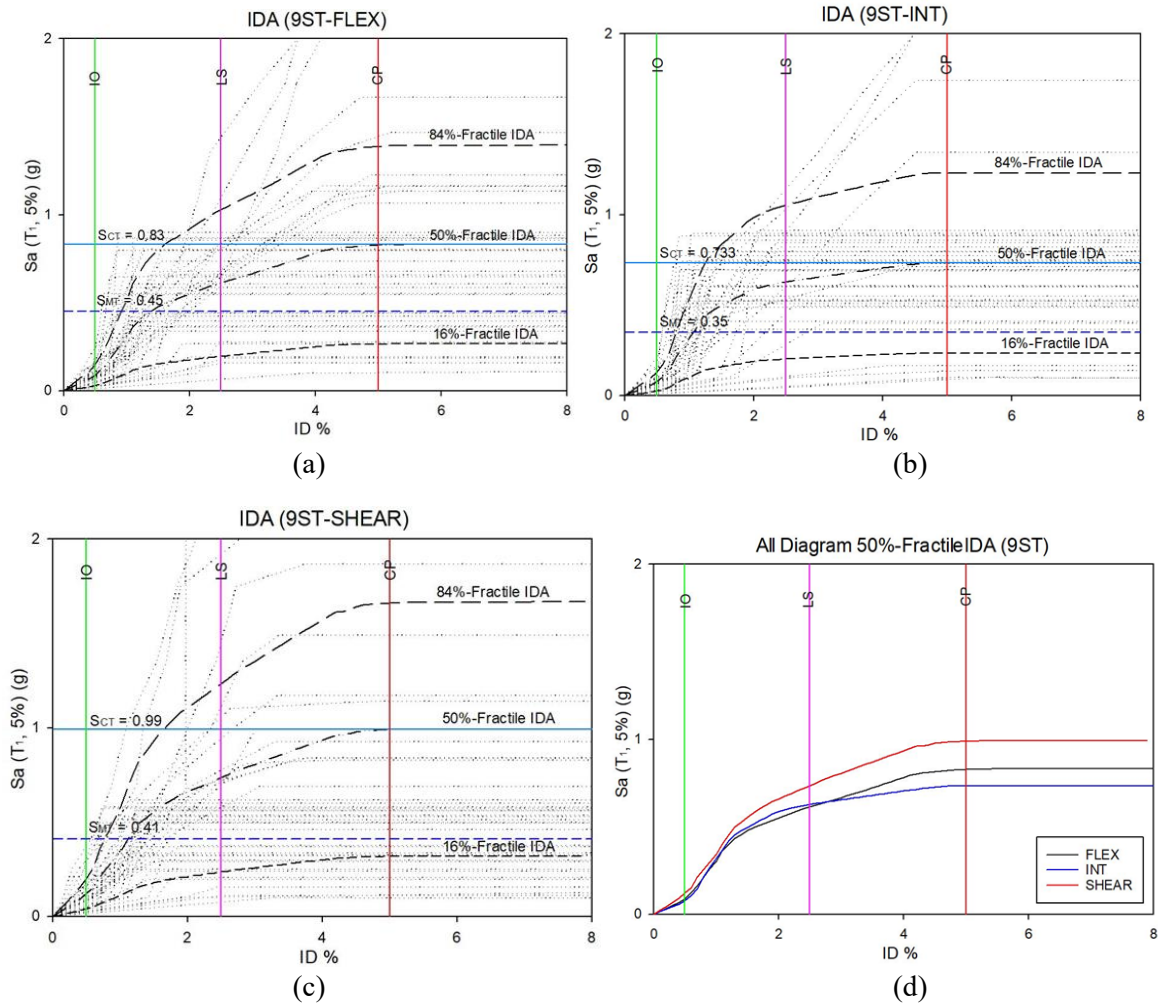 IDA (9ST-FLEX)
2
1
0
Sa (T1, 5%) (g)
IO
LS
CP
84%-Fractile IDA
SCT = 0.83
50%-Fractile IDA
SMT = 0.45
16%-Fractile IDA
0 2 4 6 8
ID %
(a)
IDA (9ST-INT)
2
1
0
Sa (T1, 5%) (g)
IO
LS
CP
84%-Fractile IDA
SCT = 0.733
50%-Fractile IDA
SMT = 0.35
16%-Fractile IDA
0 2 4 6 8
ID %
(b)
IDA (9ST-SHEAR)
2
1
0
Sa (T1, 5%) (g)
IO
LS
CP
84%-Fractile IDA
SCT = 0.99
50%-Fractile IDA
SMT = 0.41
16%-Fractile IDA
0 2 4 6 8
ID %
(c)
All Diagram 50%-FractileIDA (9ST)
2
1
0
Sa (T1, 5%) (g)
IO
LS
CP
FLEX
INT
SHEAR
0 2 4 6 8
ID %
(d)